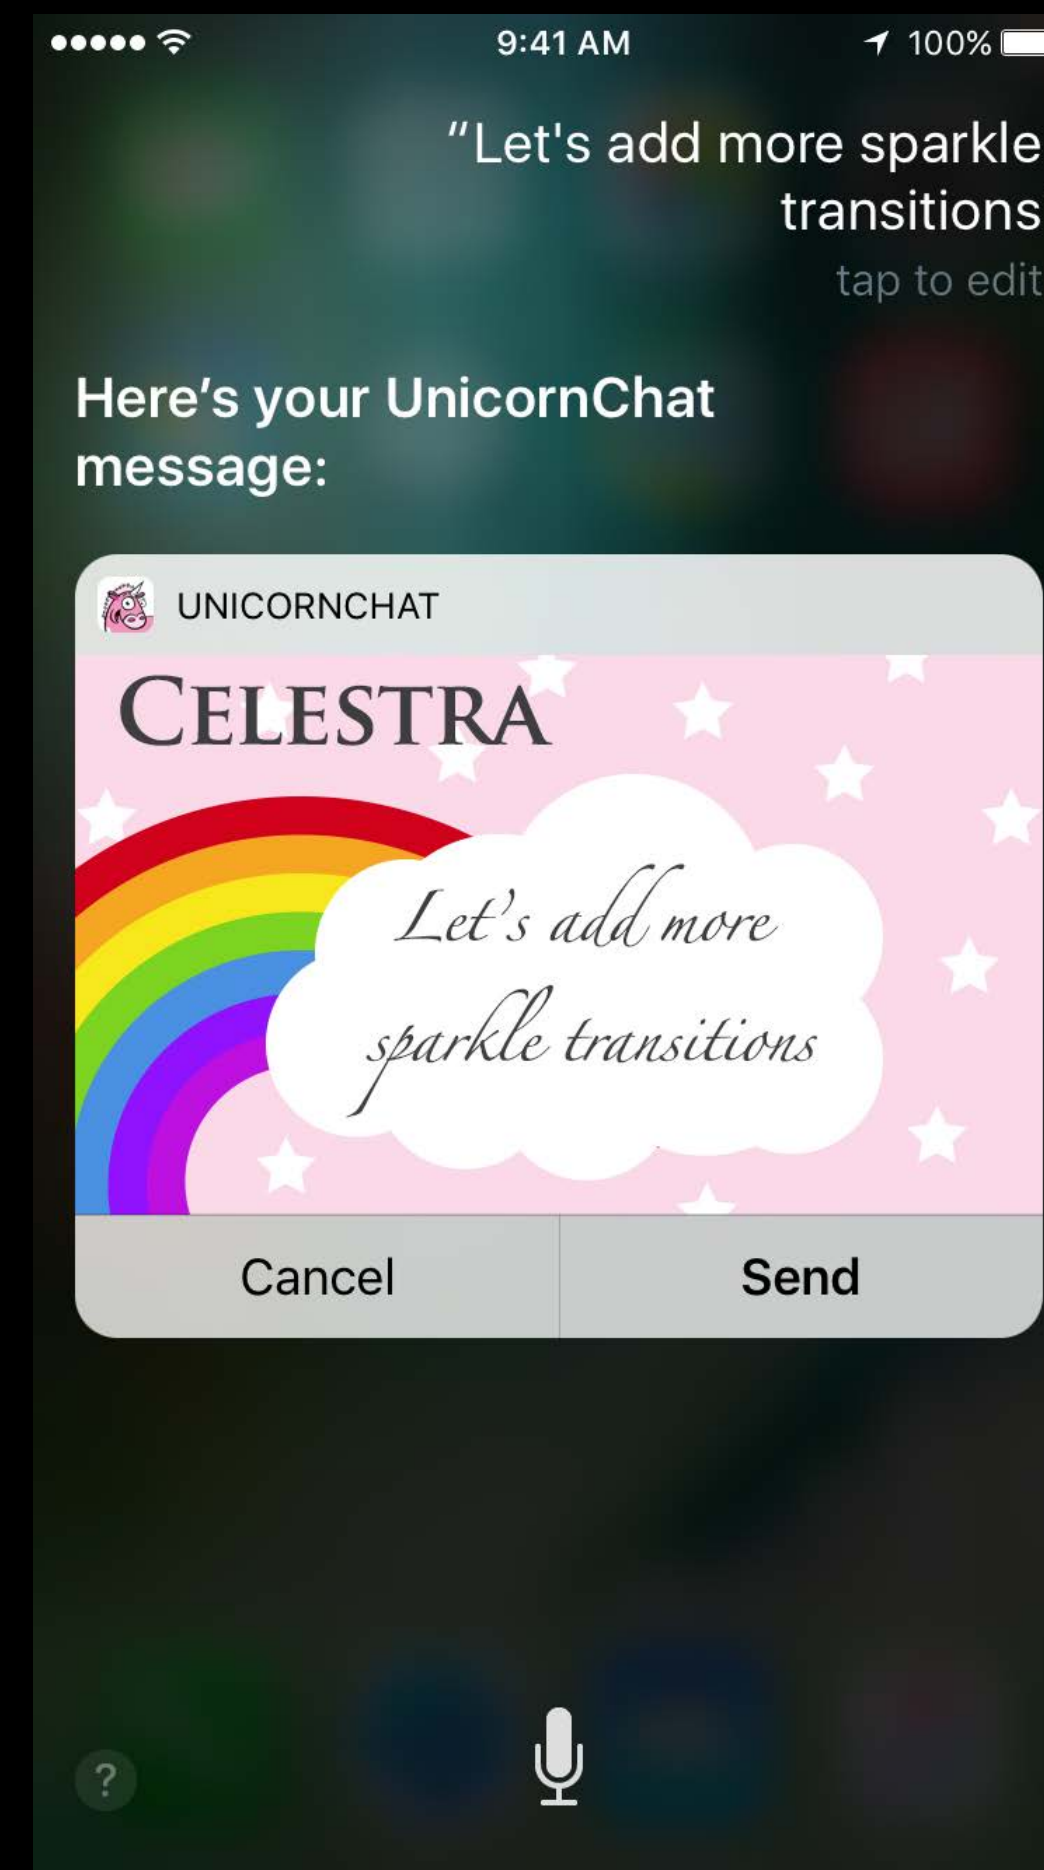 9:41 AM
100%
“Let's add more sparkle
transitions
tap to edit
Here’s your UnicornChat
message:
UNICORNCHAT
CELESTRA
Let’s add more
sparkle transitions
Cancel
Send
?